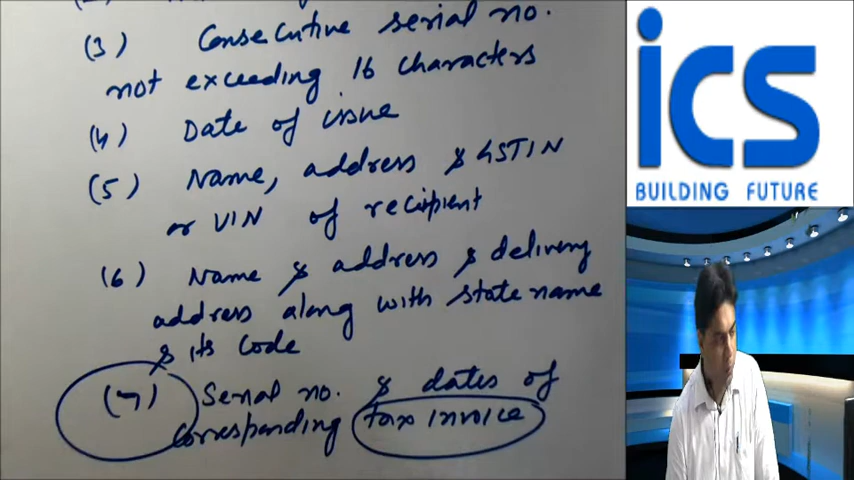 (3) Consecutive serial no.
not exceeding 16 characters
(4) Date of issue
(5) Name, address & GSTIN
or UIN of recipient
(6) Name & address & delivery
address along with state name
& its code
(7) Serial no. & dates of
corresponding tax invoice
ics
BUILDING FUTURE